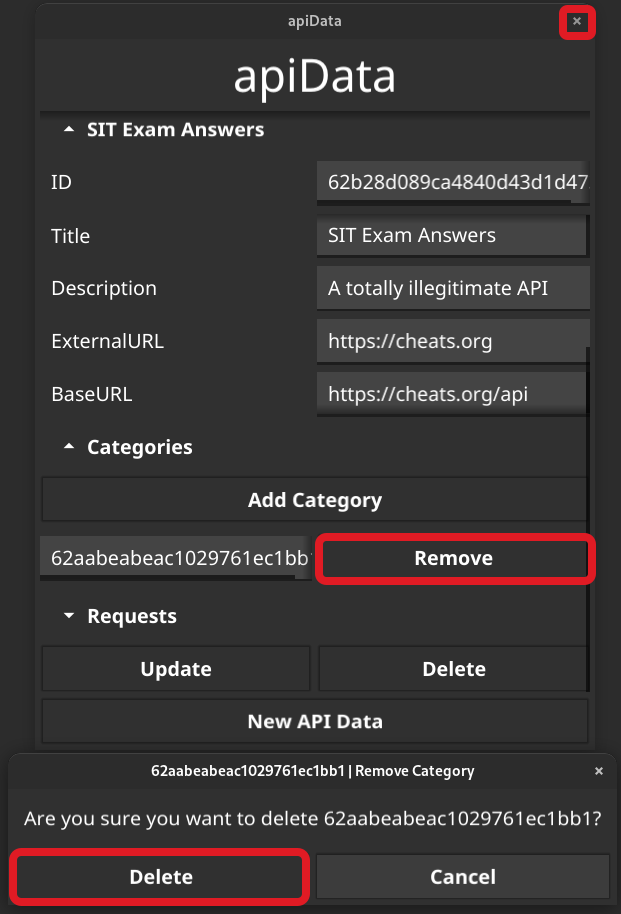 apiData ×
apiData
SIT Exam Answers
ID 62b28d089ca4840d43d1d47
Title SIT Exam Answers
Description A totally illegitimate API
ExternalURL https://cheats.org
BaseURL https://cheats.org/api
Categories
Add Category
62aabeabeac1029761ec1bb1 Remove
Requests
Update Delete
New API Data
62aabeabeac1029761ec1bb1 | Remove Category ×
Are you sure you want to delete 62aabeabeac1029761ec1bb1?
Delete Cancel